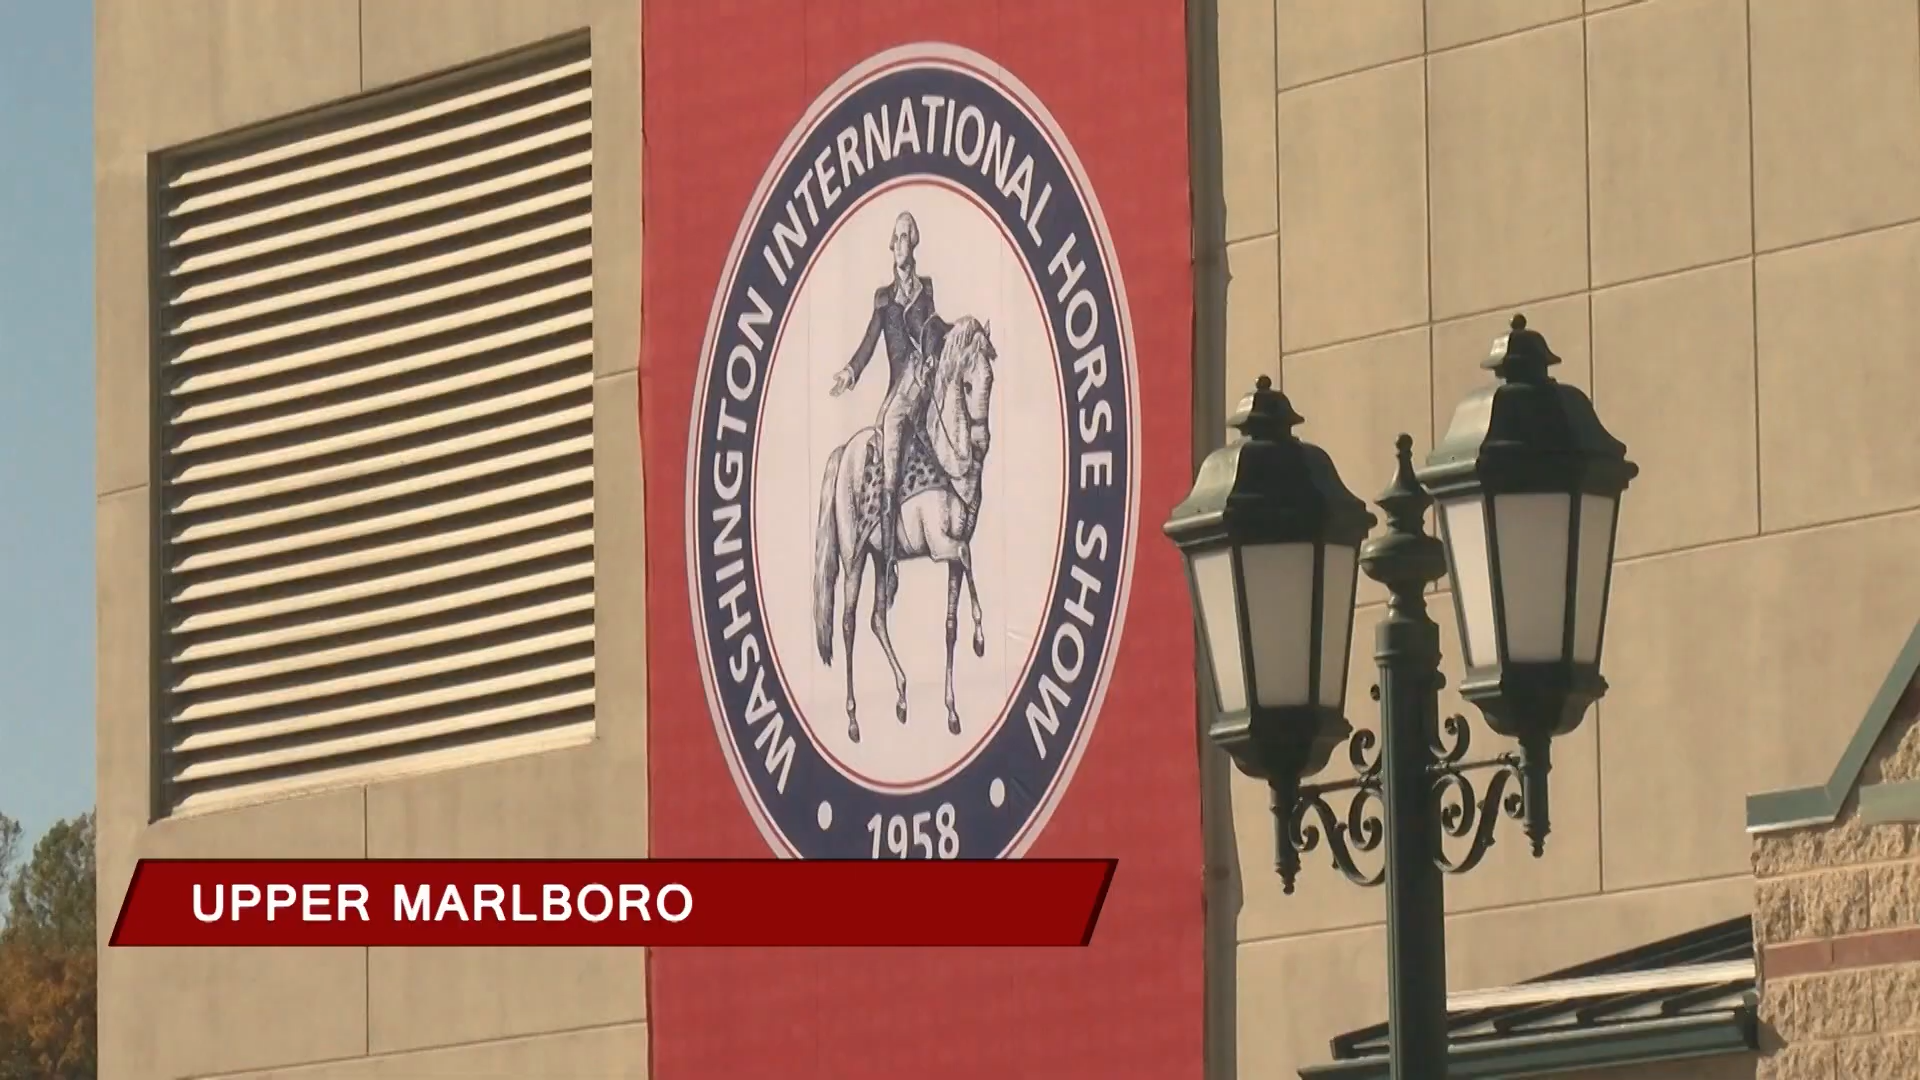 WASHINGTON INTERNATIONAL HORSE SHOW
• 1958 •
UPPER MARLBORO